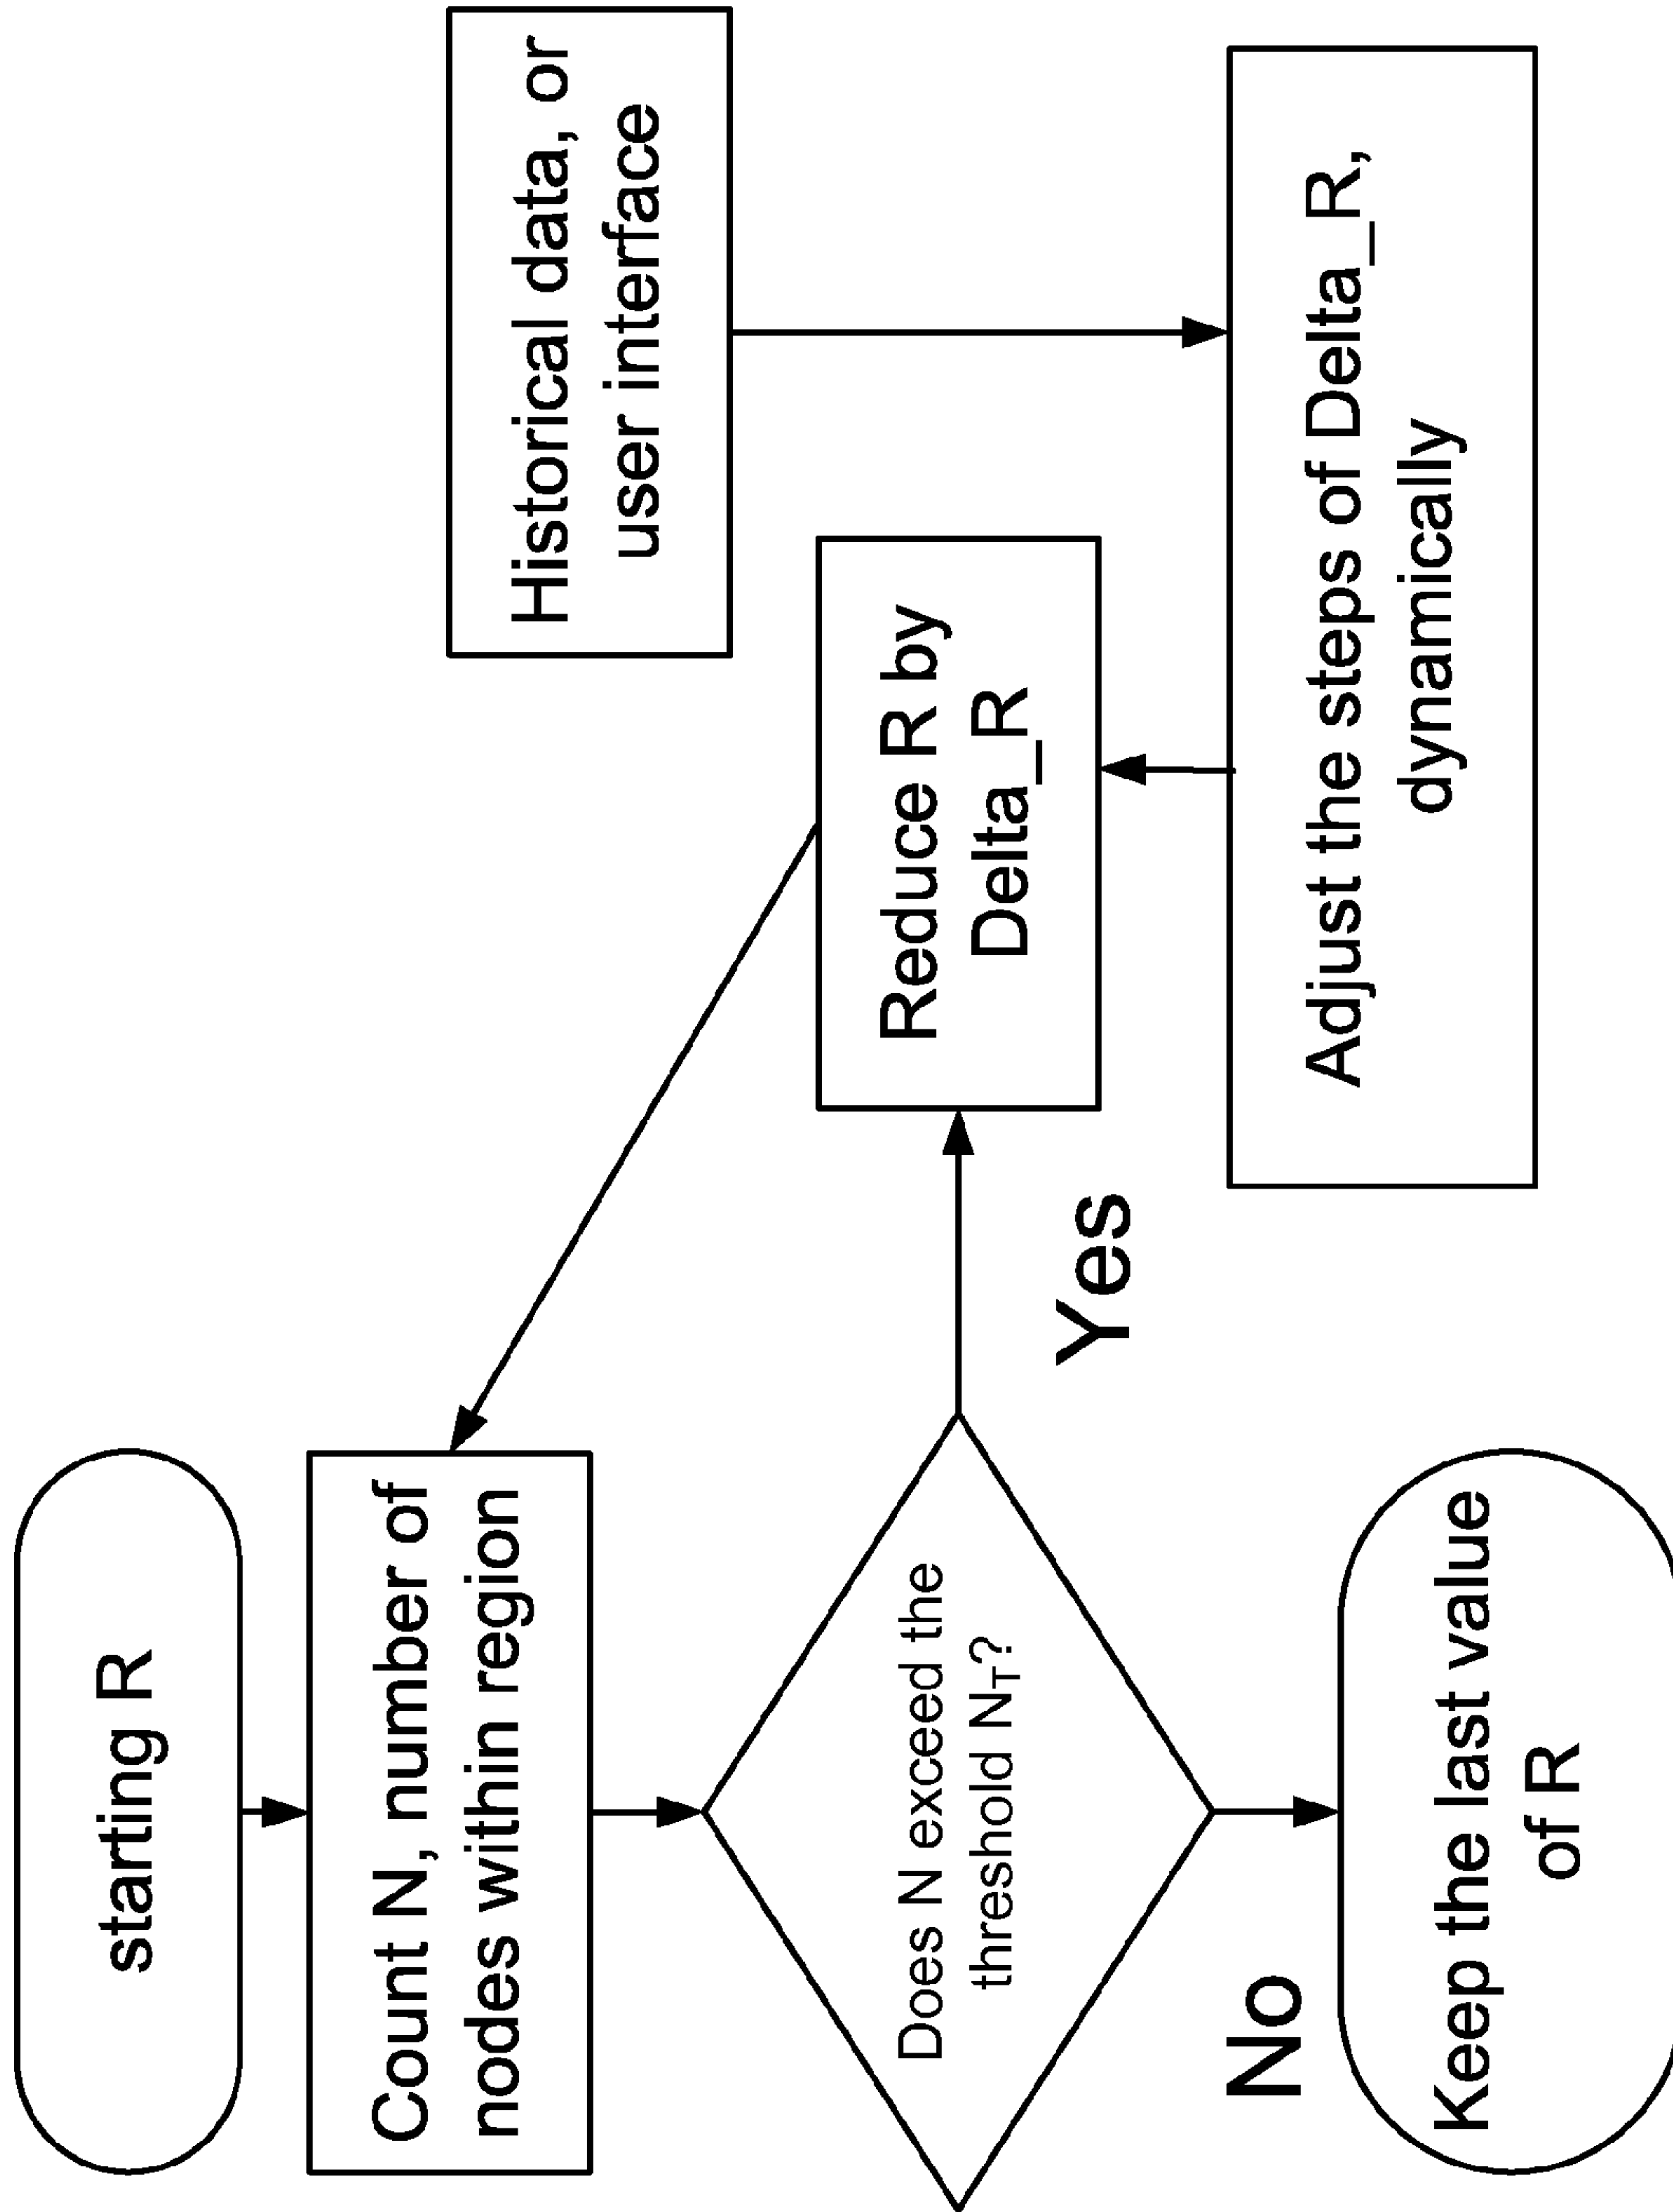 starting R
Count N, number of
nodes within region
Does N exceed the
threshold N_T?
Yes
No
Keep the last value
of R
Reduce R by
Delta_R
Historical data, or
user interface
Adjust the steps of Delta_R,
dynamically